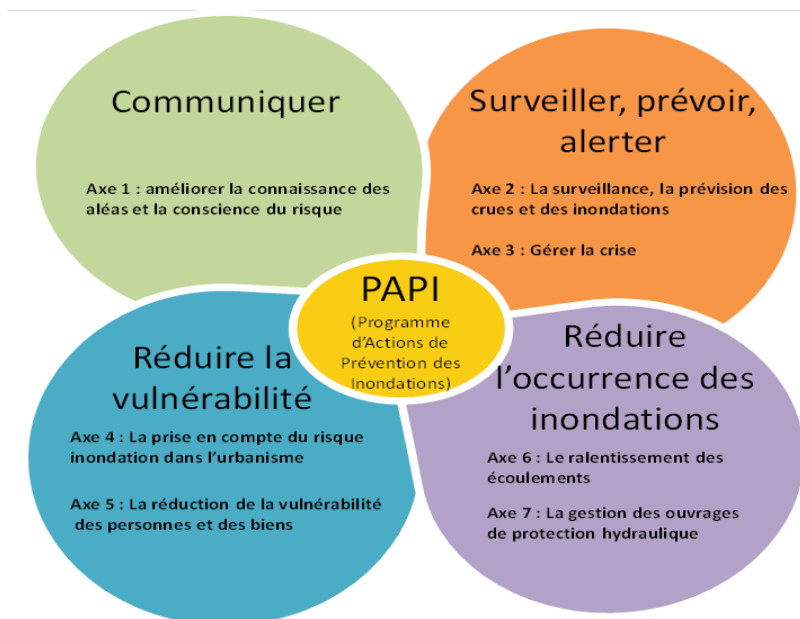 Communiquer
Axe 1 : améliorer la connaissance des
aléas et la conscience du risque
Surveiller, prévoir,
alerter
Axe 2 : La surveillance, la prévision des
crues et des inondations
Axe 3 : Gérer la crise
PAPI
(Programme
d'Actions de
Prévention des
Inondations)
Réduire la
vulnérabilité
Axe 4 : La prise en compte du risque
inondation dans l'urbanisme
Axe 5 : La réduction de la vulnérabilité
des personnes et des biens
Réduire
l'occurrence des
inondations
Axe 6 : Le ralentissement des
écoulements
Axe 7 : La gestion des ouvrages
de protection hydraulique